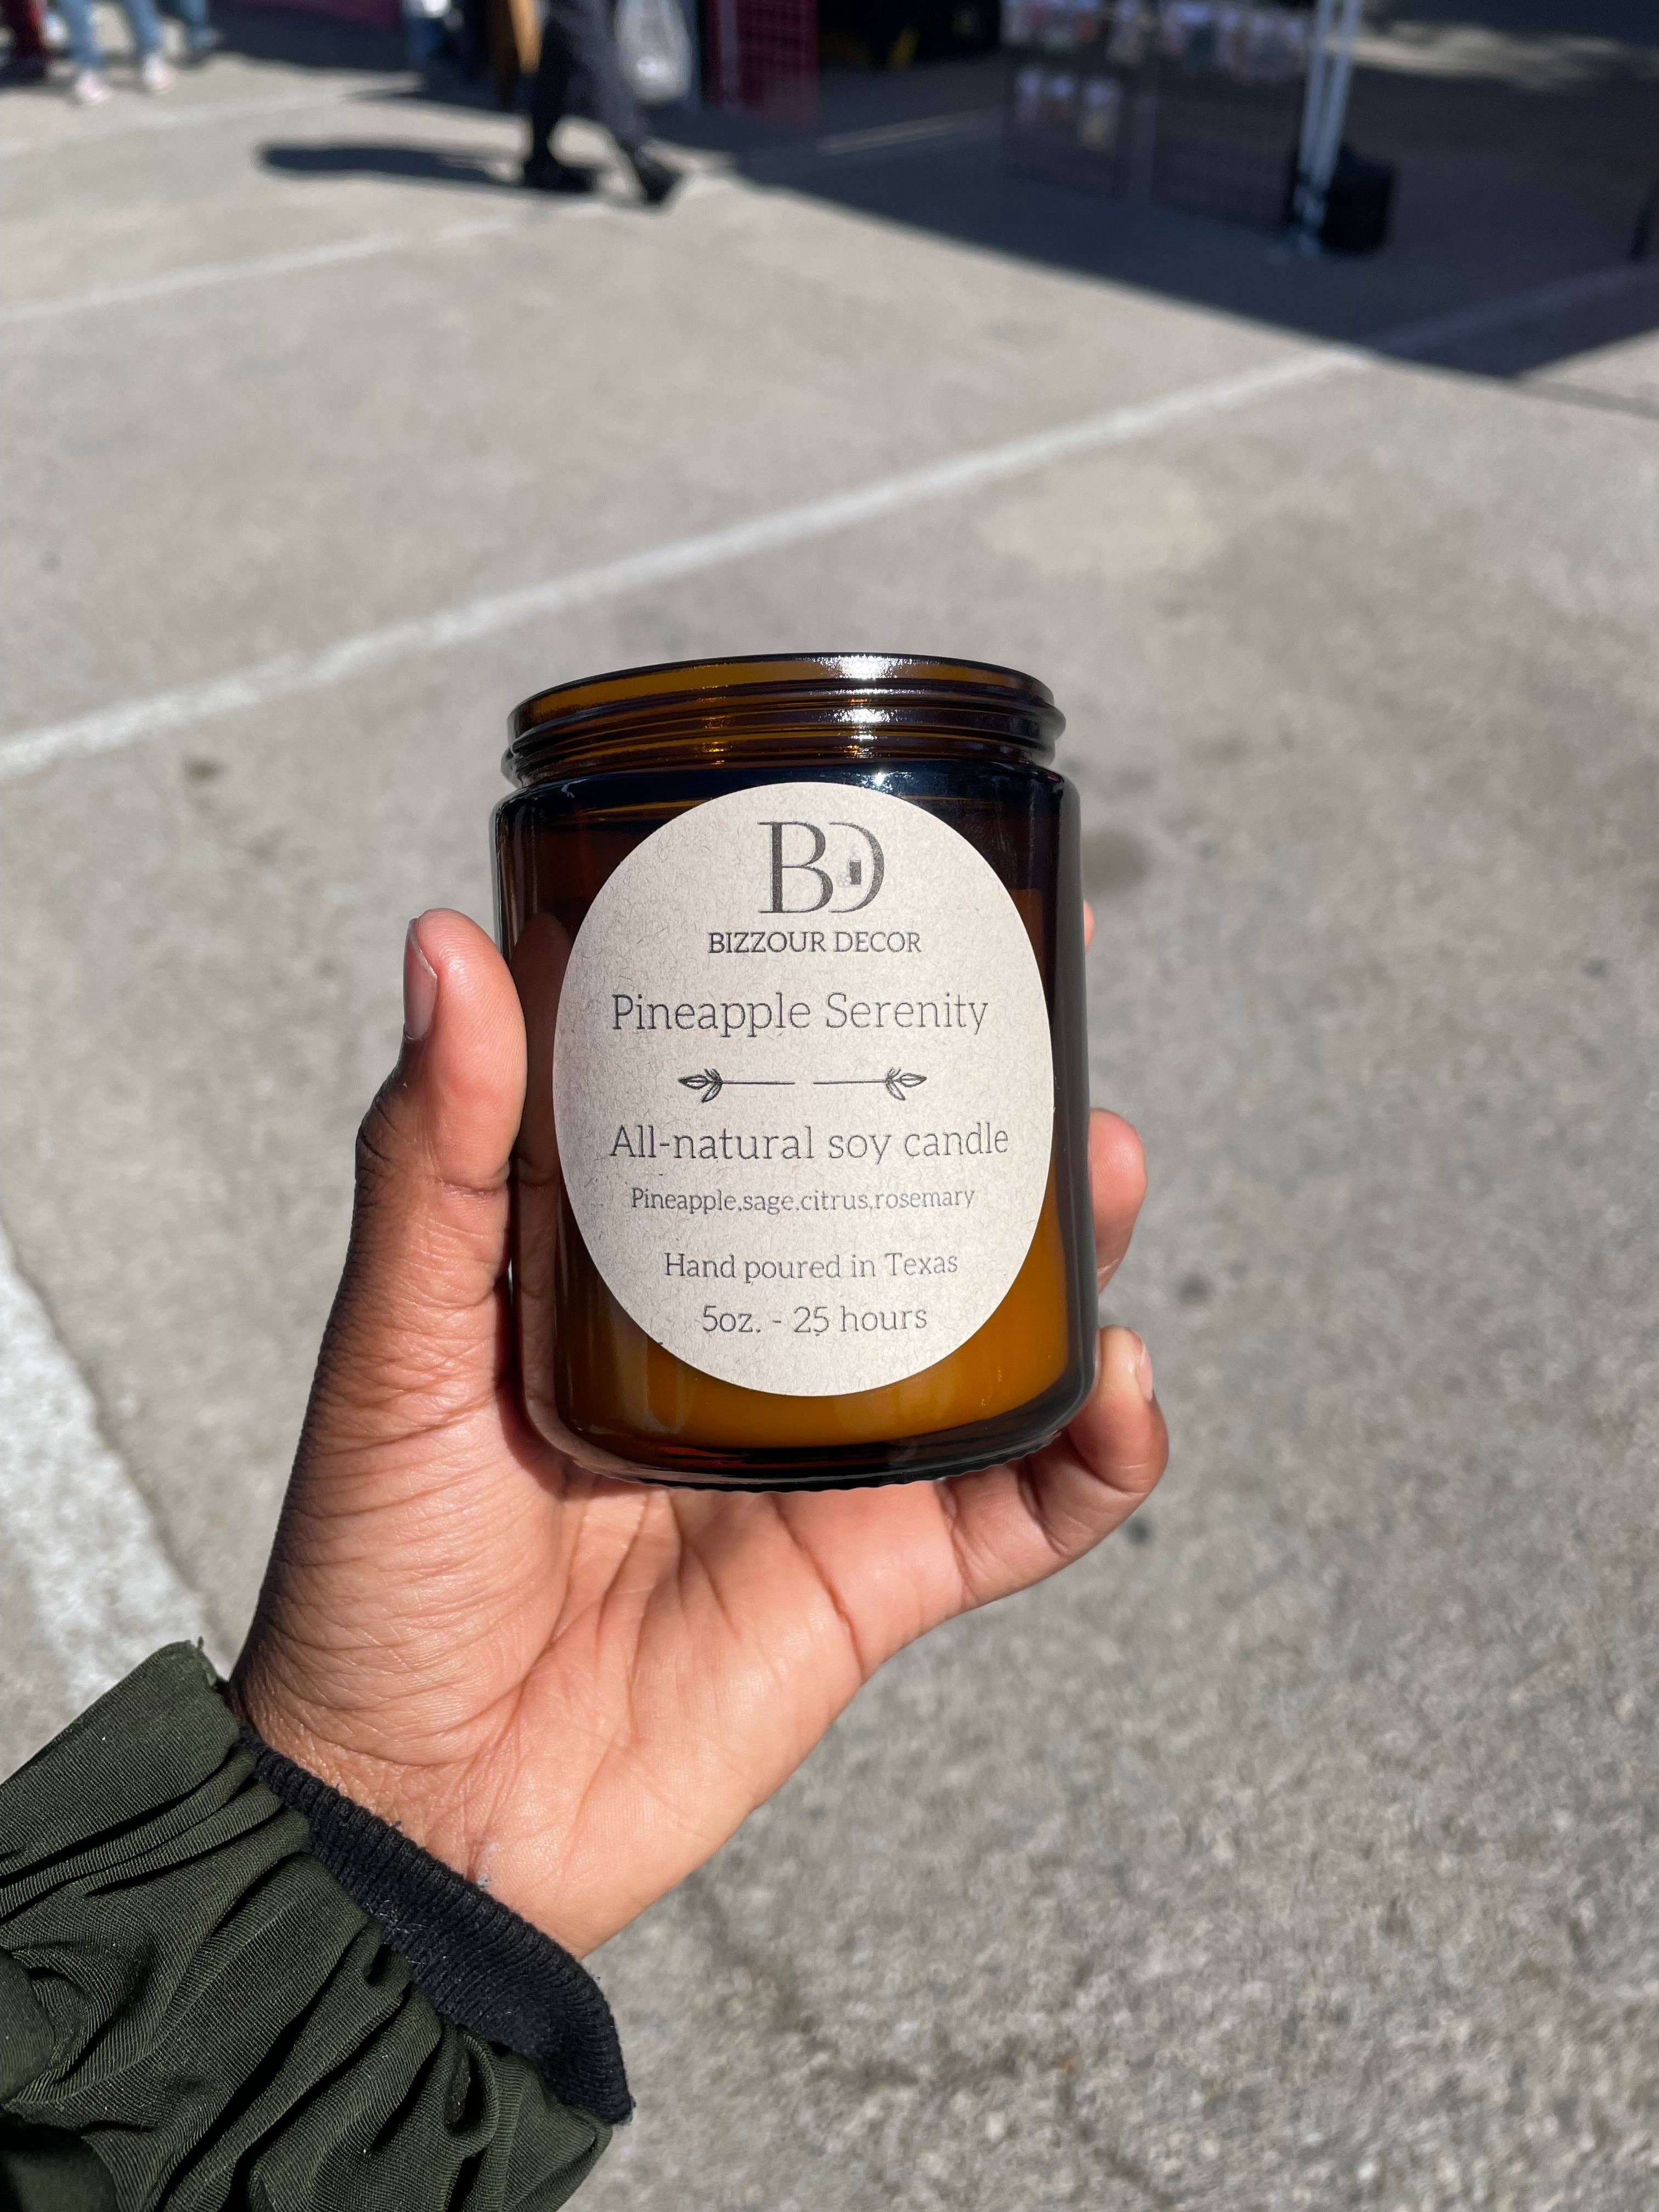 BD
BIZZOUR DECOR
Pineapple Serenity
All-natural soy candle
Pineapple,sage,citrus,rosemary
Hand poured in Texas
5oz. - 25 hours